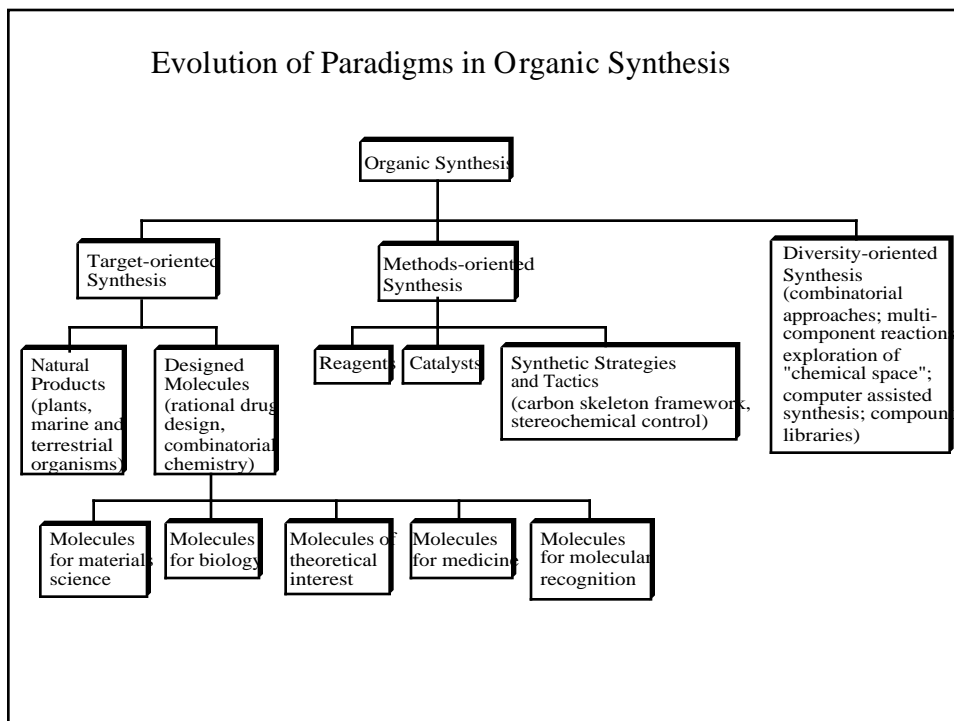 Evolution of Paradigms in Organic Synthesis
Organic Synthesis
Target-oriented
Synthesis
Methods-oriented
Synthesis
Diversity-oriented
Synthesis
(combinatorial
approaches; multi-
component reactions
exploration of
"chemical space";
computer assisted
synthesis; compoun
libraries)
Natural
Products
(plants,
marine and
terrestrial
organisms)
Designed
Molecules
(rational drug
design,
combinatorial
chemistry)
Reagents
Catalysts
Synthetic Strategies
and Tactics
(carbon skeleton framework,
stereochemical control)
Molecules
for materials
science
Molecules
for biology
Molecules of
theoretical
interest
Molecules
for medicine
Molecules
for molecular
recognition